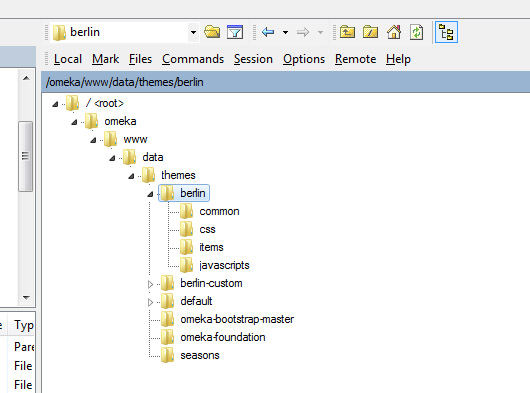 berlin
Local Mark Files Commands Session Options Remote Help
/omeka/www/data/themes/berlin
/ <root>
omeka
www
data
themes
berlin
common
css
items
javascripts
berlin-custom
default
omeka-bootstrap-master
omeka-foundation
seasons
Typ
Pare
File
File